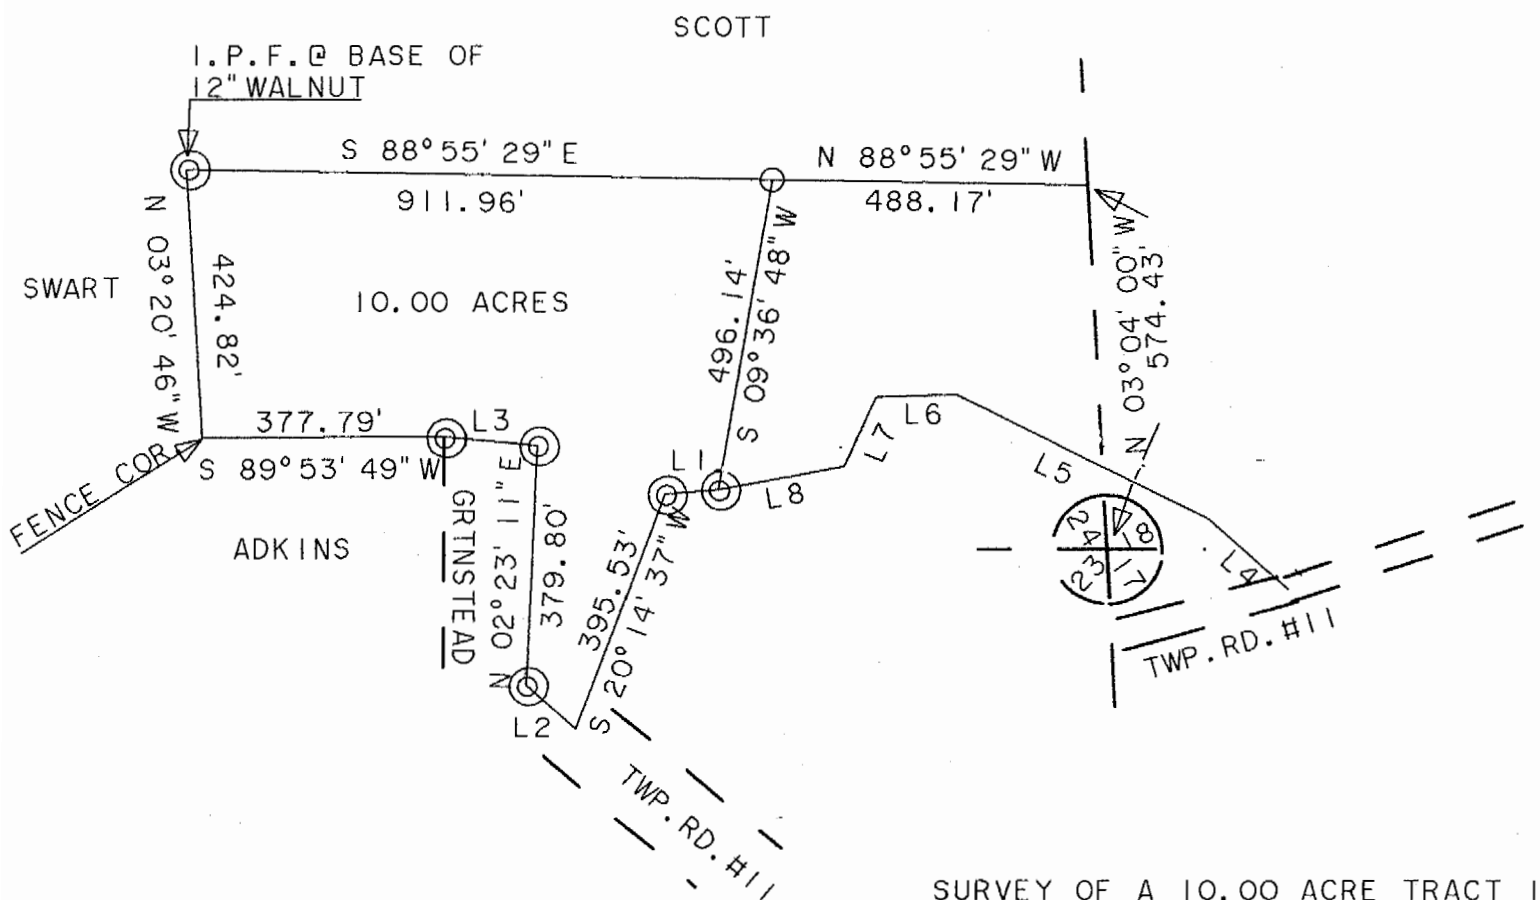 SCOTT
I.P.F.@ BASE OF
12" WALNUT
S 88°55' 29" E
911.96'
N 88°55' 29" W
488.17'
N 03°20' 46" W
424.82'
SWART
10.00 ACRES
496.14'
S 09°36' 48" W
N 03°04' 00" W
574.43'
377.79'
S 89°53' 49" W
L3
FENCE COR.
L1
L8
L7
L6
L5
L4
ADKINS
GRTNSTEAD
N 02°23' 11" E
379.80'
395.53'
S 20°14' 37" W
L2
24
18
23
17
TWP.RD.#11
TWP.RD.#11
SURVEY OF A 10.00 ACRE TRACT I